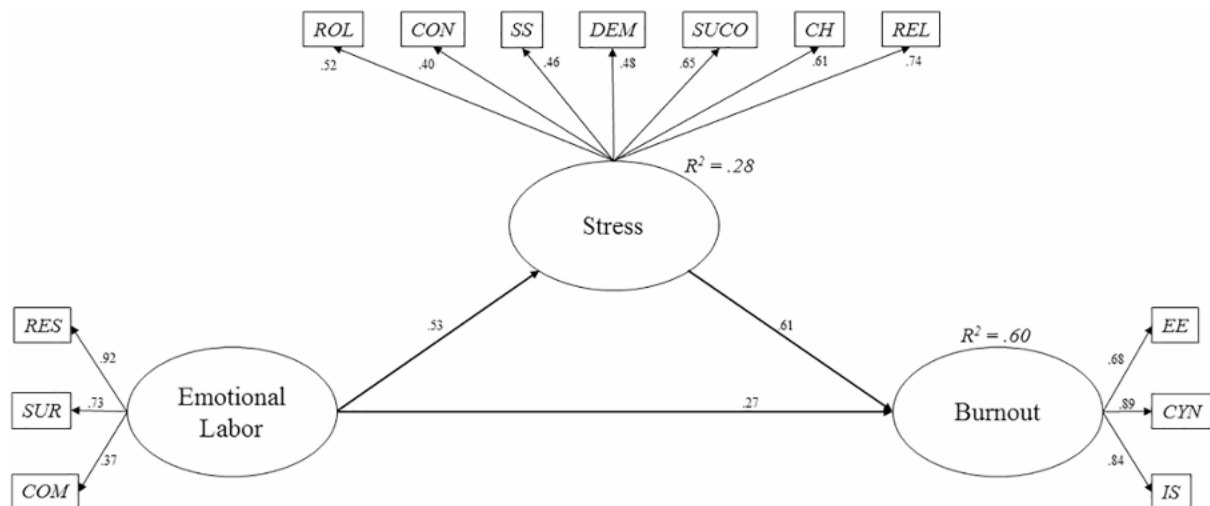 ROL CON SS DEM SUCO CH REL
.52 .40 .46 .48 .65 .61 .74
R² = .28
Stress
.53 .61
RES
.92
SUR .73
COM .37
Emotional
Labor
.27
R² = .60
Burnout
EE
.68
.89 CYN
.84
IS